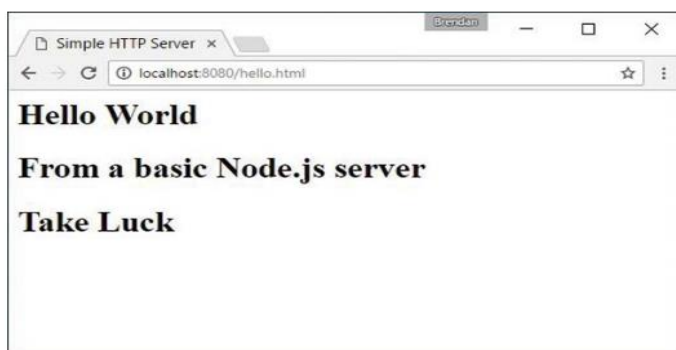 Brendan
Simple HTTP Server
localhost:8080/hello.html
Hello World
From a basic Node.js server
Take Luck